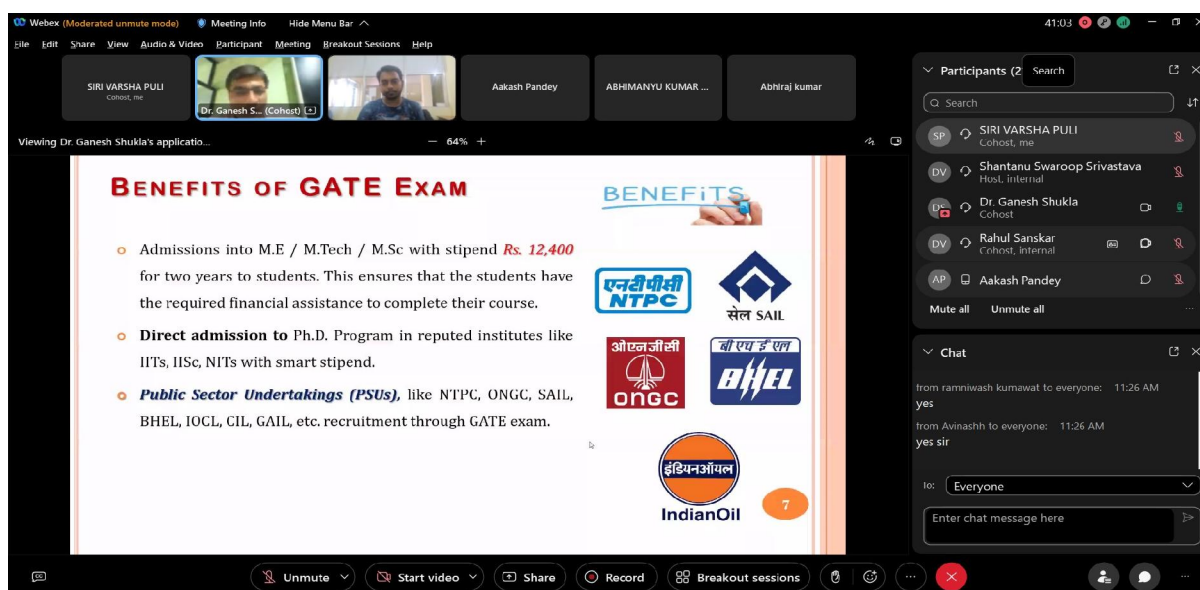 Webex (Moderated unmute mode) Meeting Info Hide Menu Bar
41:03
File Edit Share View Audio & Video Participant Meeting Breakout Sessions Help
SIRI VARSHA PULI
Cohost, me
Dr. Ganesh S... (Cohost)
Aakash Pandey
ABHIMANYU KUMAR ...
Abhiraj kumar
Viewing Dr. Ganesh Shukla's applicatio...
— 64% +
BENEFITS OF GATE EXAM
BENEFiTS
Admissions into M.E / M.Tech / M.Sc with stipend Rs. 12,400
for two years to students. This ensures that the students have
the required financial assistance to complete their course.
Direct admission to Ph.D. Program in reputed institutes like
IITs, IISc, NITs with smart stipend.
Public Sector Undertakings (PSUs), like NTPC, ONGC, SAIL,
BHEL, IOCL, CIL, GAIL, etc. recruitment through GATE exam.
एनटीपीसी
NTPC
सेल SAIL
ओएनजीसी
ONGC
बी एच ई एल
BHEL
इंडियनऑयल
IndianOil
7
Participants (2
Search
Search
SP
SIRI VARSHA PULI
Cohost, me
DV
Shantanu Swaroop Srivastava
Host, internal
DS
Dr. Ganesh Shukla
Cohost
DV
Rahul Sanskar
Cohost, internal
AP
Aakash Pandey
Mute all Unmute all
Chat
from ramniwash kumawat to everyone: 11:26 AM
yes
from Avinashh to everyone: 11:26 AM
yes sir
To: Everyone
Enter chat message here
Unmute
Start video
Share
Record
Breakout sessions